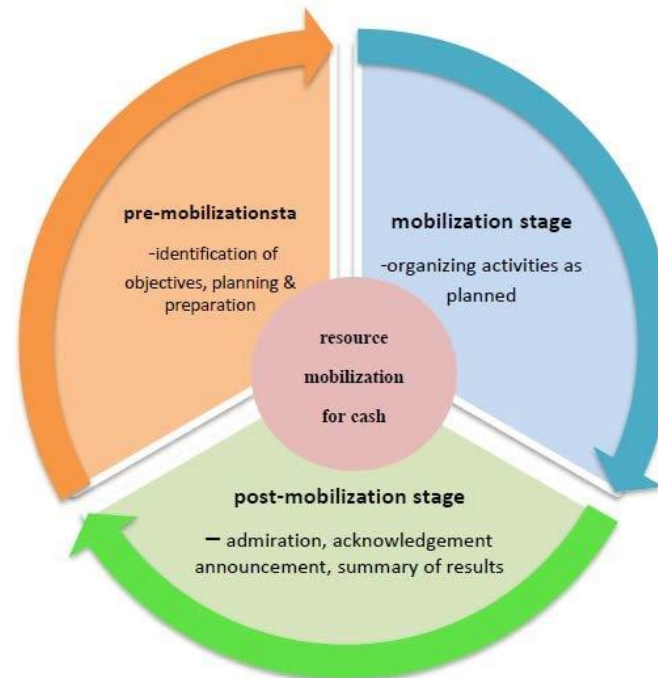 pre-mobilizationsta
-identification of
objectives, planning &
preparation
mobilization stage
-organizing activities as
planned
resource
mobilization
for cash
post-mobilization stage
– admiration, acknowledgement
announcement, summary of results